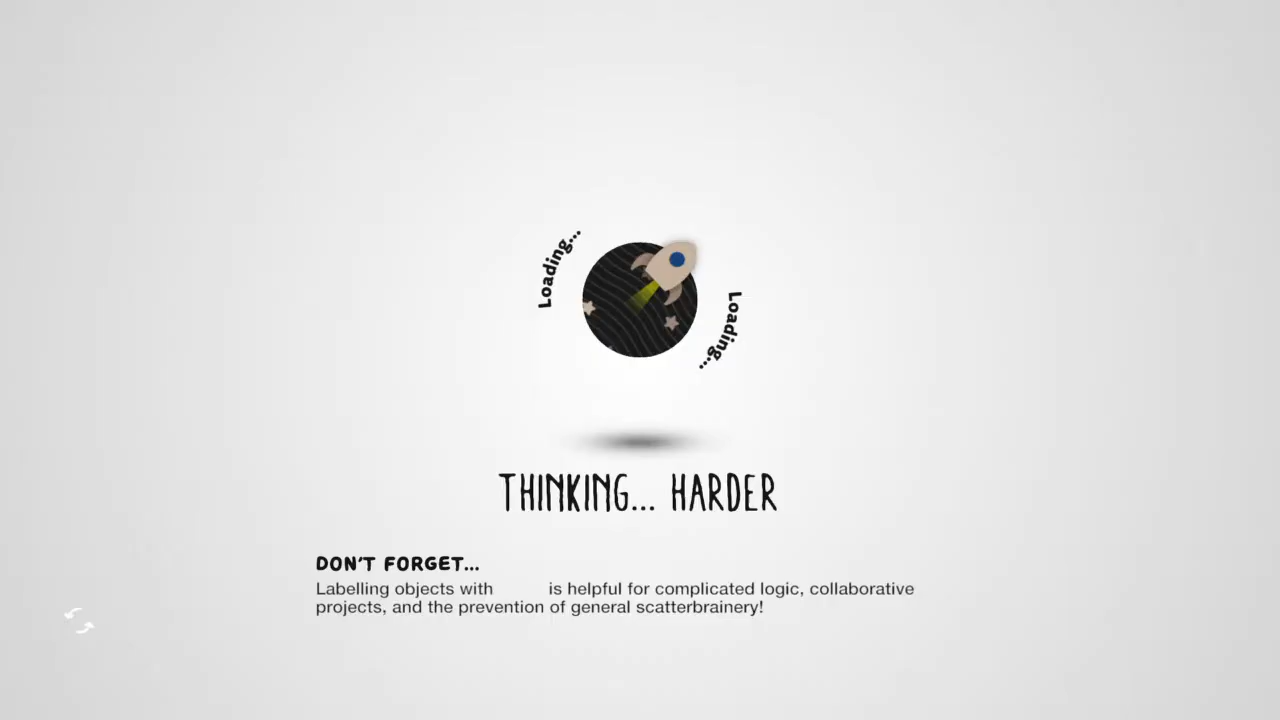 Loading...
Loading...
THINKING... HARDER
DON'T FORGET...
Labelling objects with is helpful for complicated logic, collaborative
projects, and the prevention of general scatterbrainery!